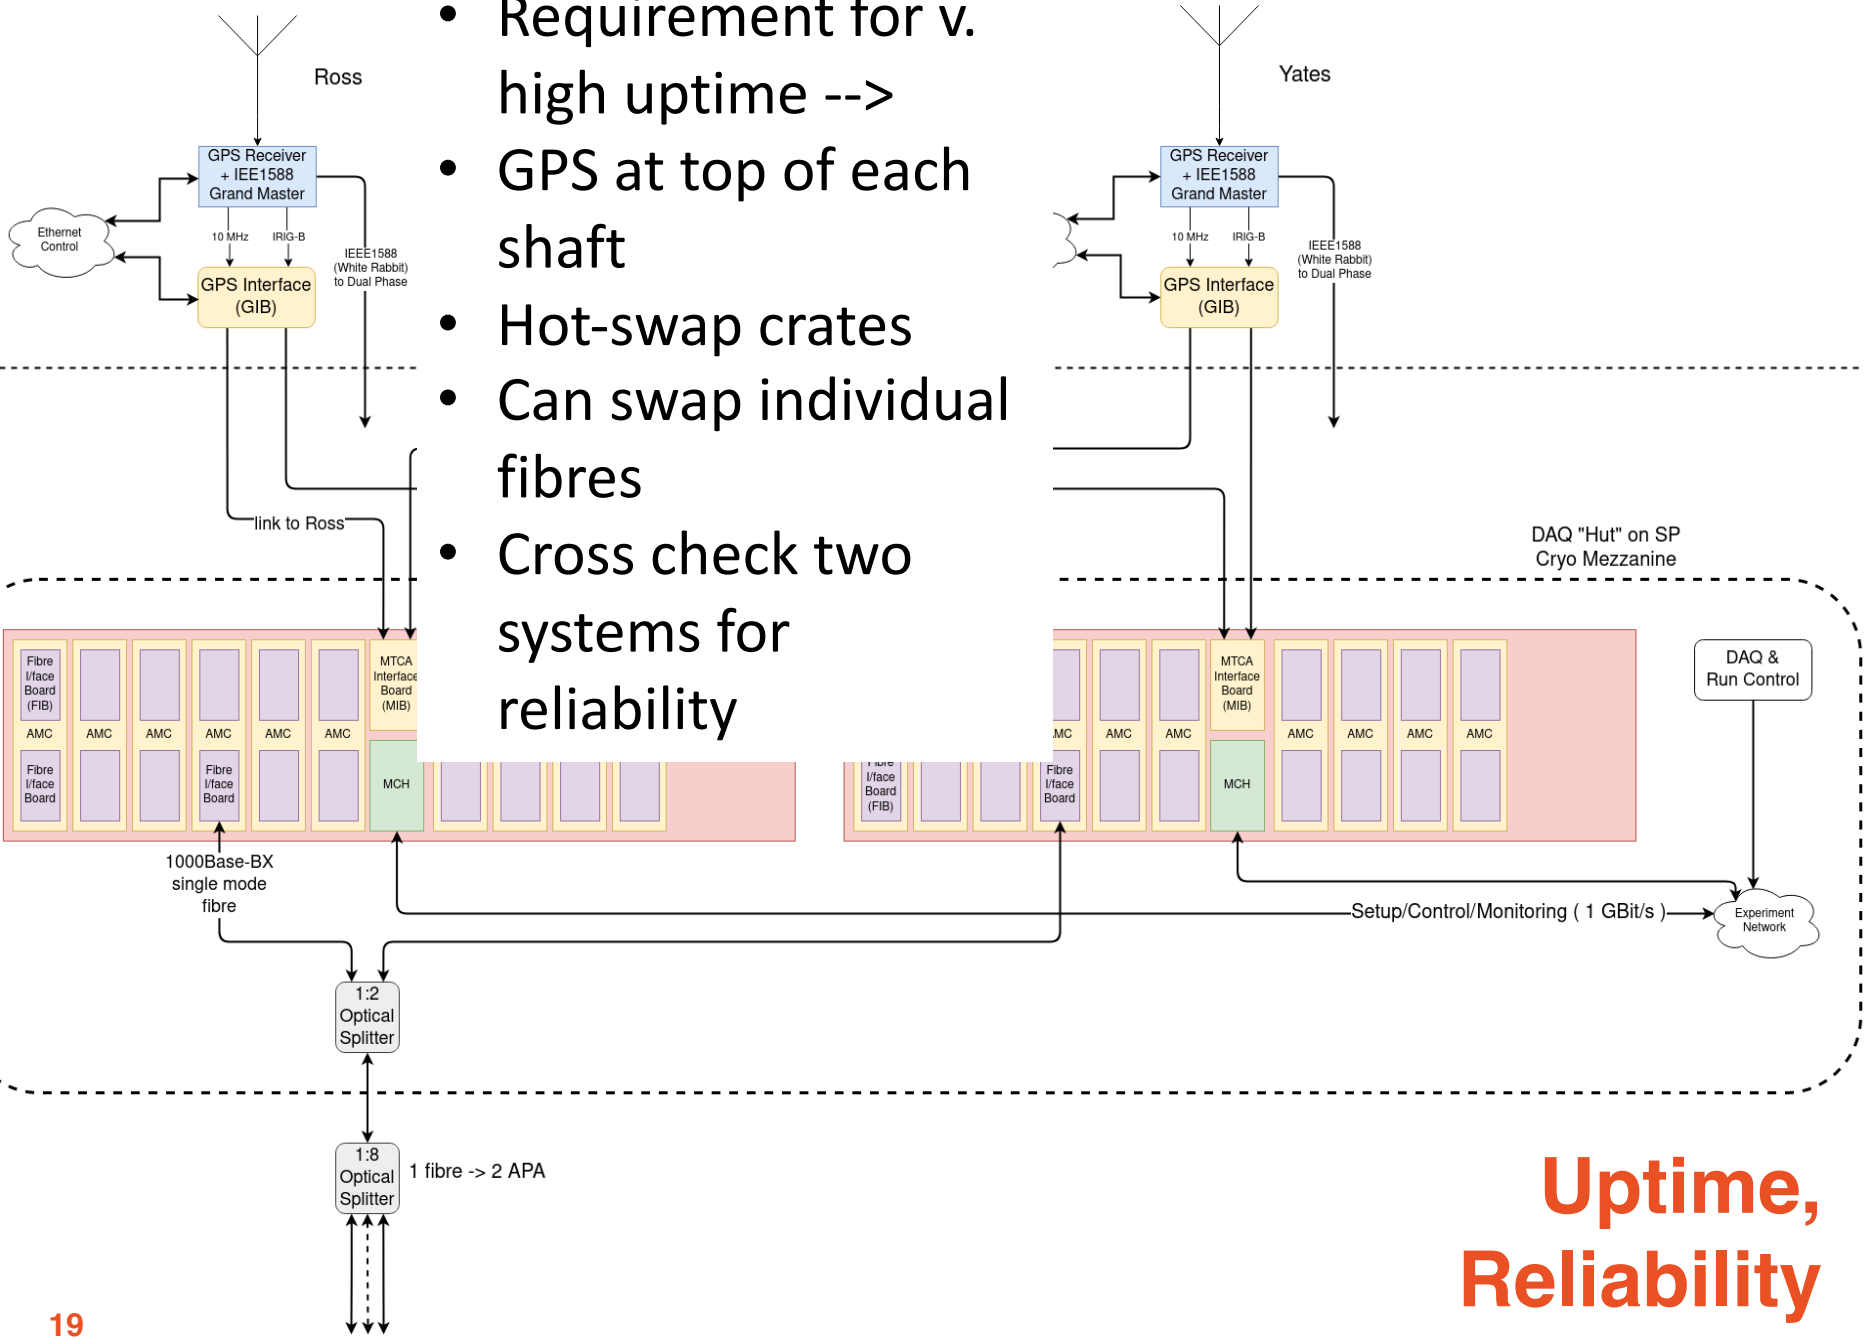 Requirement for v.
high uptime -->
GPS at top of each
shaft
Hot-swap crates
Can swap individual
fibres
Cross check two
systems for
reliability
Ross
GPS Receiver
+ IEE1588
Grand Master
10 MHz
IRIG-B
Ethernet
Control
IEEE1588
(White Rabbit)
to Dual Phase
GPS Interface
(GIB)
link to Ross
Yates
GPS Receiver
+ IEE1588
Grand Master
10 MHz
IRIG-B
IEEE1588
(White Rabbit)
to Dual Phase
GPS Interface
(GIB)
DAQ "Hut" on SP
Cryo Mezzanine
Fibre
I/face
Board
(FIB)
AMC
Fibre
I/face
Board
AMC
AMC
AMC
Fibre
I/face
Board
AMC
AMC
MTCA
Interface
Board
(MIB)
MCH
Fibre
I/face
Board
(FIB)
AMC
Fibre
I/face
Board
AMC
AMC
MTCA
Interface
Board
(MIB)
MCH
AMC
AMC
AMC
AMC
DAQ &
Run Control
1000Base-BX
single mode
fibre
Setup/Control/Monitoring ( 1 GBit/s )
Experiment
Network
1:2
Optical
Splitter
1:8
Optical
Splitter
1 fibre -> 2 APA
Uptime,
Reliability
19